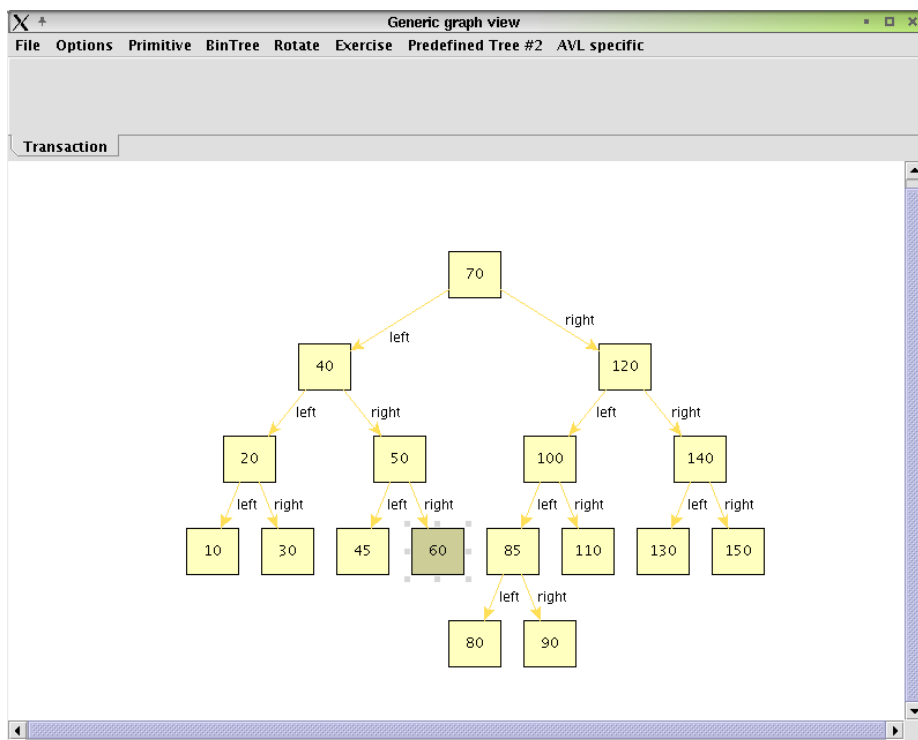 Generic graph view
File Options Primitive BinTree Rotate Exercise Predefined Tree #2 AVL specific
Transaction
70
left right
40 120
left right left right
20 50 100 140
left right left right left right left right
10 30 45 60 85 110 130 150
left right
80 90